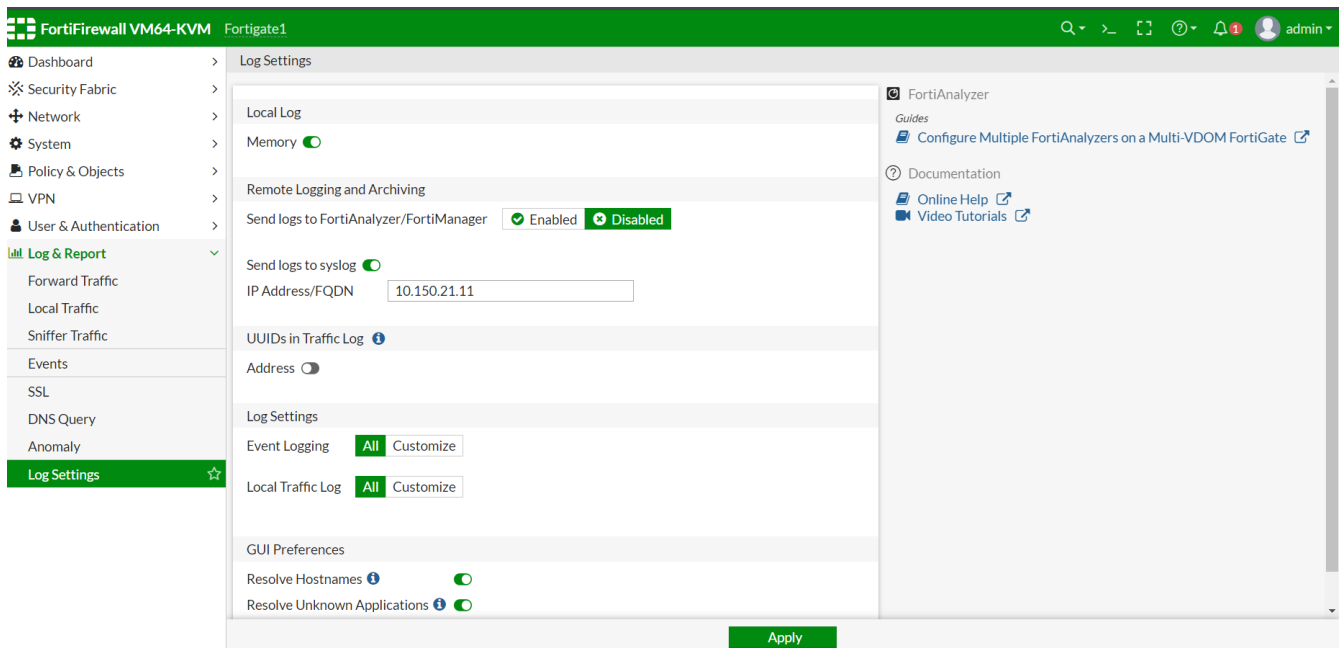 FortiFirewall VM64-KVM Fortigate1
>_ 1 admin
Dashboard
Security Fabric
Network
System
Policy & Objects
VPN
User & Authentication
Log & Report
Forward Traffic
Local Traffic
Sniffer Traffic
Events
SSL
DNS Query
Anomaly
Log Settings
Log Settings
Local Log
Memory
Remote Logging and Archiving
Send logs to FortiAnalyzer/FortiManager Enabled Disabled
Send logs to syslog
IP Address/FQDN 10.150.21.11
UUIDs in Traffic Log
Address
Log Settings
Event Logging All Customize
Local Traffic Log All Customize
GUI Preferences
Resolve Hostnames
Resolve Unknown Applications
Apply
FortiAnalyzer
Guides
Configure Multiple FortiAnalyzers on a Multi-VDOM FortiGate
Documentation
Online Help
Video Tutorials